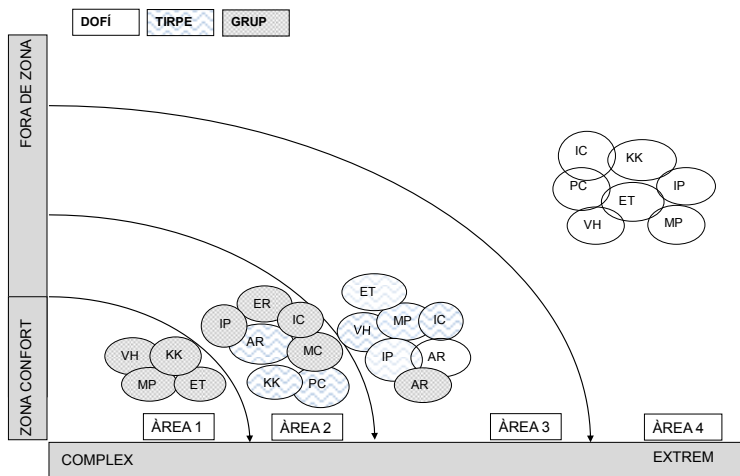 DOFÍ
TIRPE
GRUP
FORA DE ZONA
ZONA CONFORT
IC
KK
PC
IP
ET
VH
MP
ET
VH
MP
IC
IP
AR
AR
ER
IP
IC
AR
MC
KK
PC
VH
KK
MP
ET
ÀREA 1
ÀREA 2
ÀREA 3
ÀREA 4
COMPLEX
EXTREM